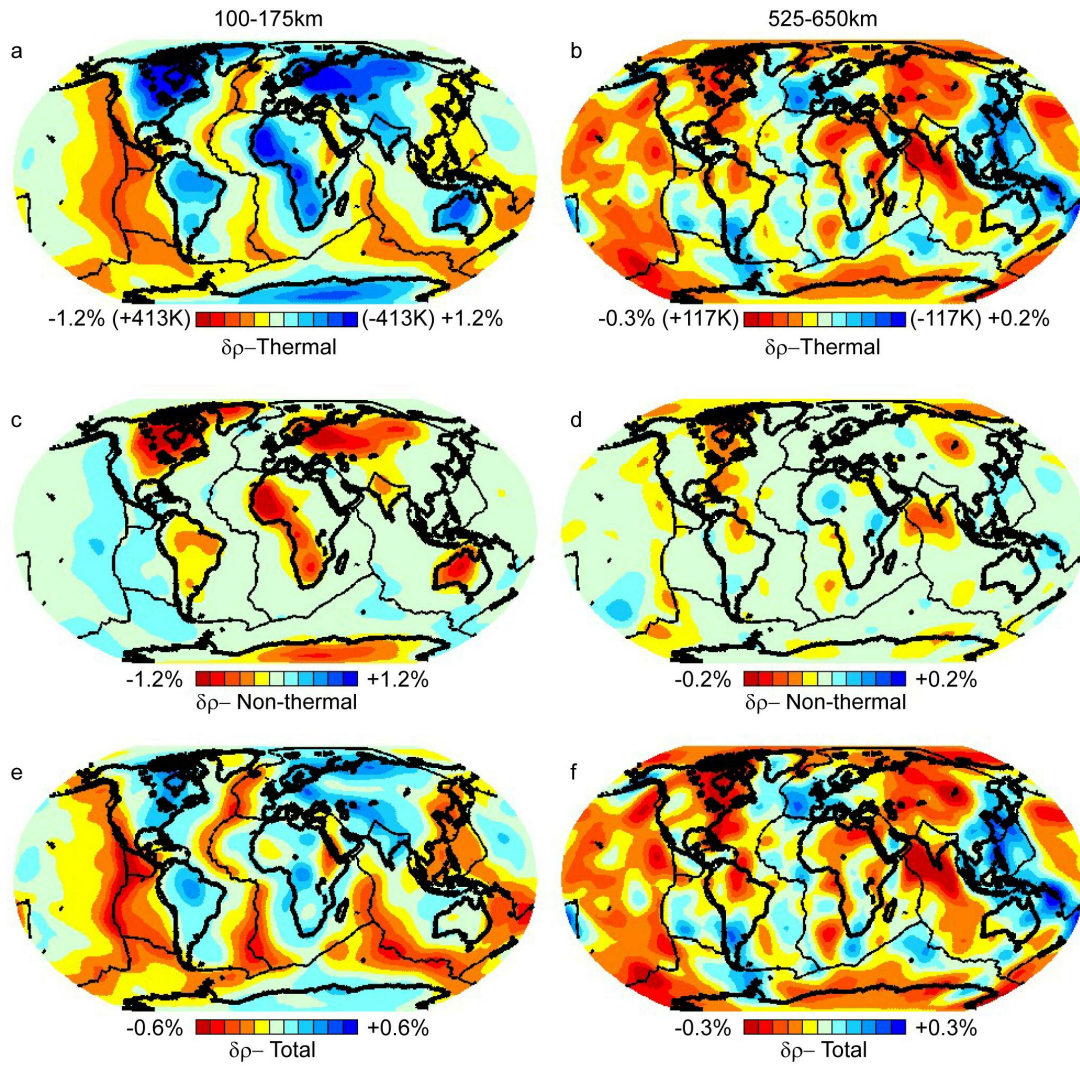 100-175km
525-650km
a
b
-1.2% (+413K)
(-413K) +1.2%
δρ–Thermal
-0.3% (+117K)
(-117K) +0.2%
δρ–Thermal
c
d
-1.2%
+1.2%
δρ– Non-thermal
-0.2%
+0.2%
δρ– Non-thermal
e
f
-0.6%
+0.6%
δρ– Total
-0.3%
+0.3%
δρ– Total